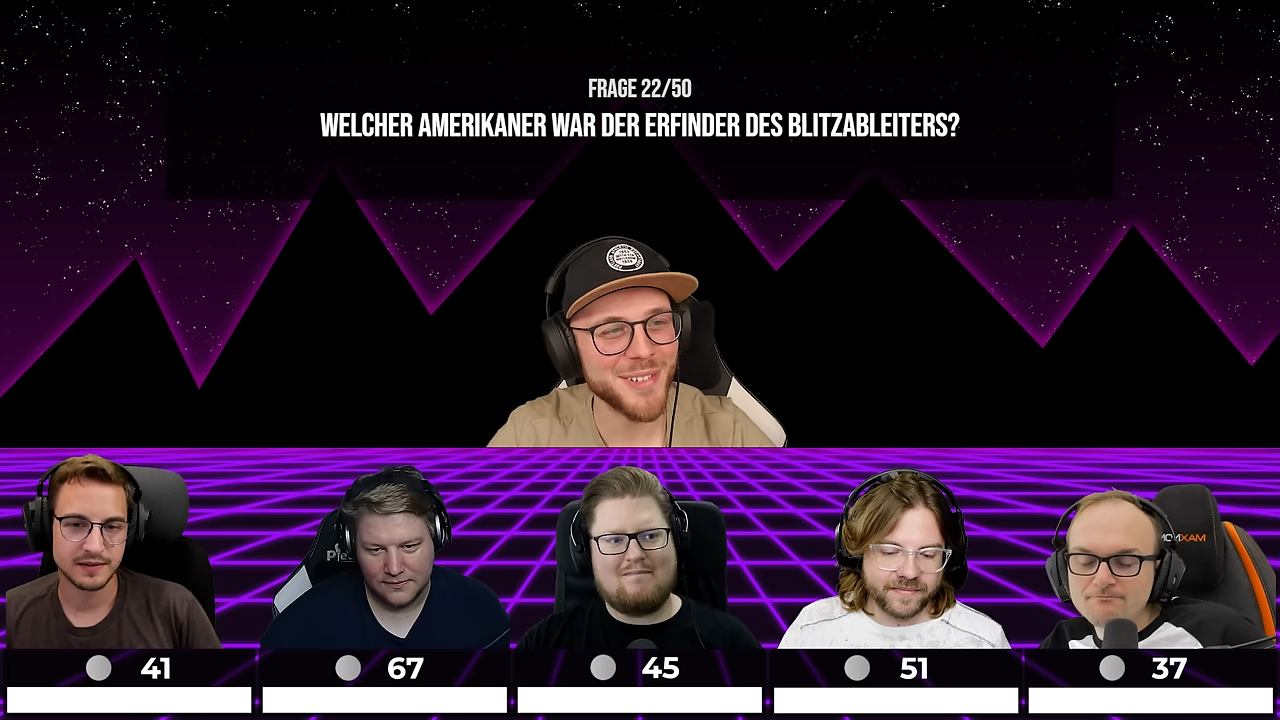 FRAGE 22/50
WELCHER AMERIKANER WAR DER ERFINDER DES BLITZABLEITERS?
41
67
45
51
37